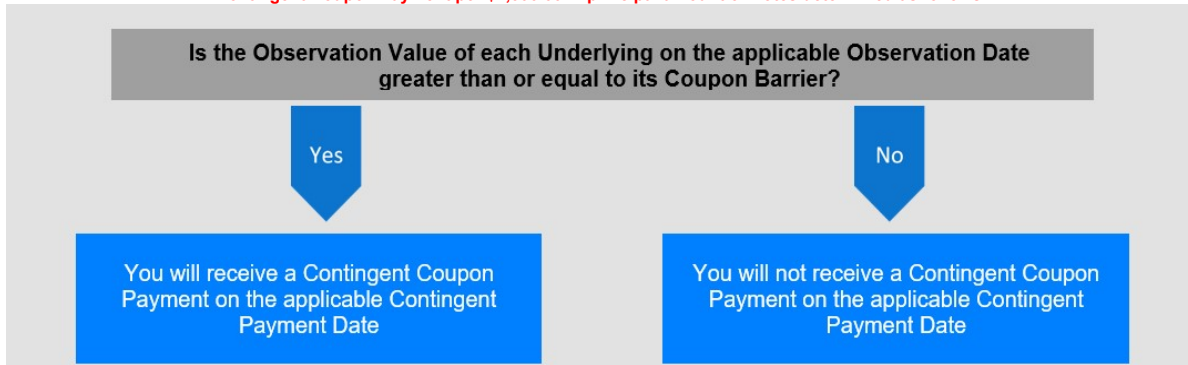 Is the Observation Value of each Underlying on the applicable Observation Date
greater than or equal to its Coupon Barrier?
Yes
No
You will receive a Contingent Coupon
Payment on the applicable Contingent
Payment Date
You will not receive a Contingent Coupon
Payment on the applicable Contingent
Payment Date